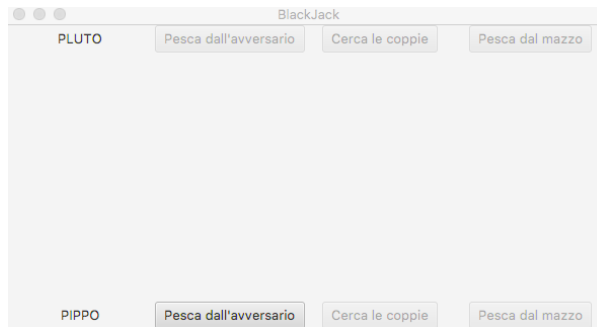 BlackJack
PLUTO Pesca dall'avversario Cerca le coppie Pesca dal mazzo
PIPPO Pesca dall'avversario Cerca le coppie Pesca dal mazzo